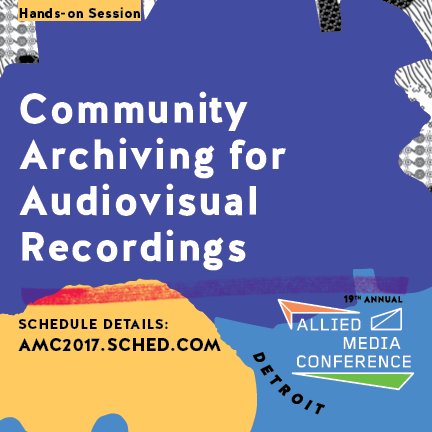 Hands-on Session
Community
Archiving for
Audiovisual
Recordings
SCHEDULE DETAILS:
AMC2017.SCHED.COM
19TH ANNUAL
ALLIED
MEDIA
CONFERENCE
DETROIT